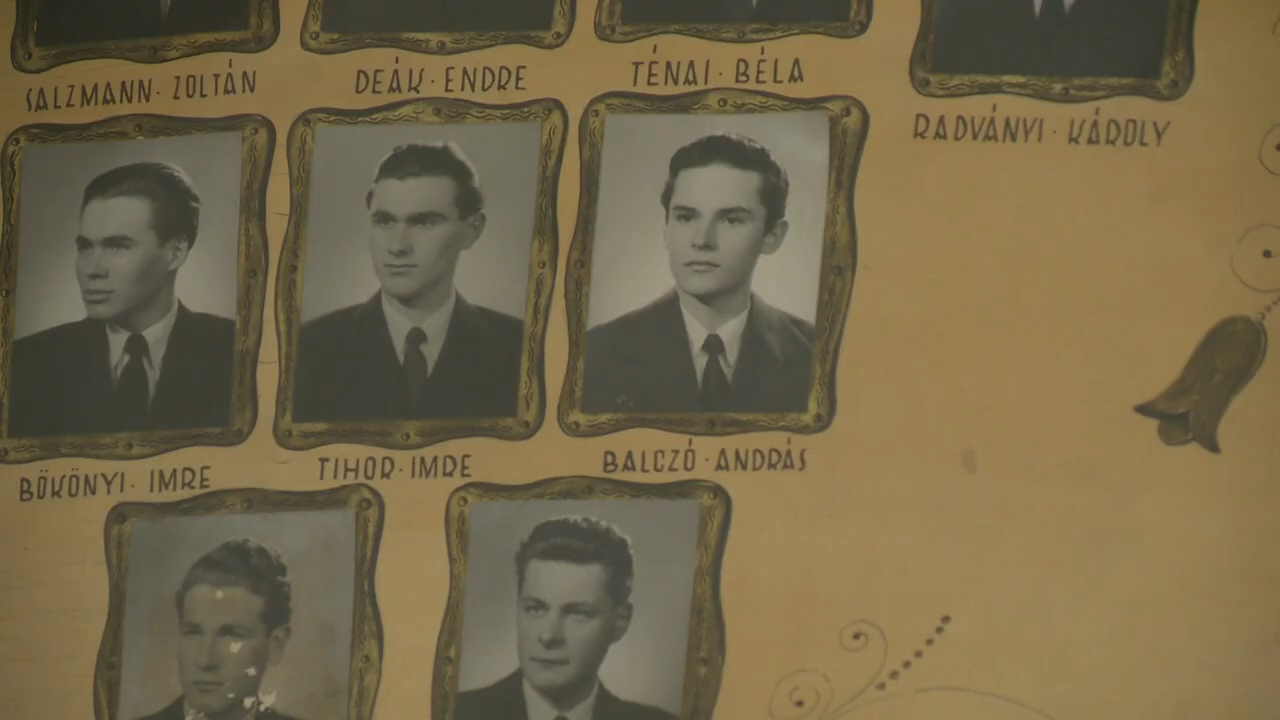 SALZMANN· ZOLTÁN
DEÁK· ENDRE
TÉNAI· BÉLA
RADVÁNYI· KÁROLY
BÖKÖNYI· IMRE
TIHOR· IMRE
BALCZÓ· ANDRÁS